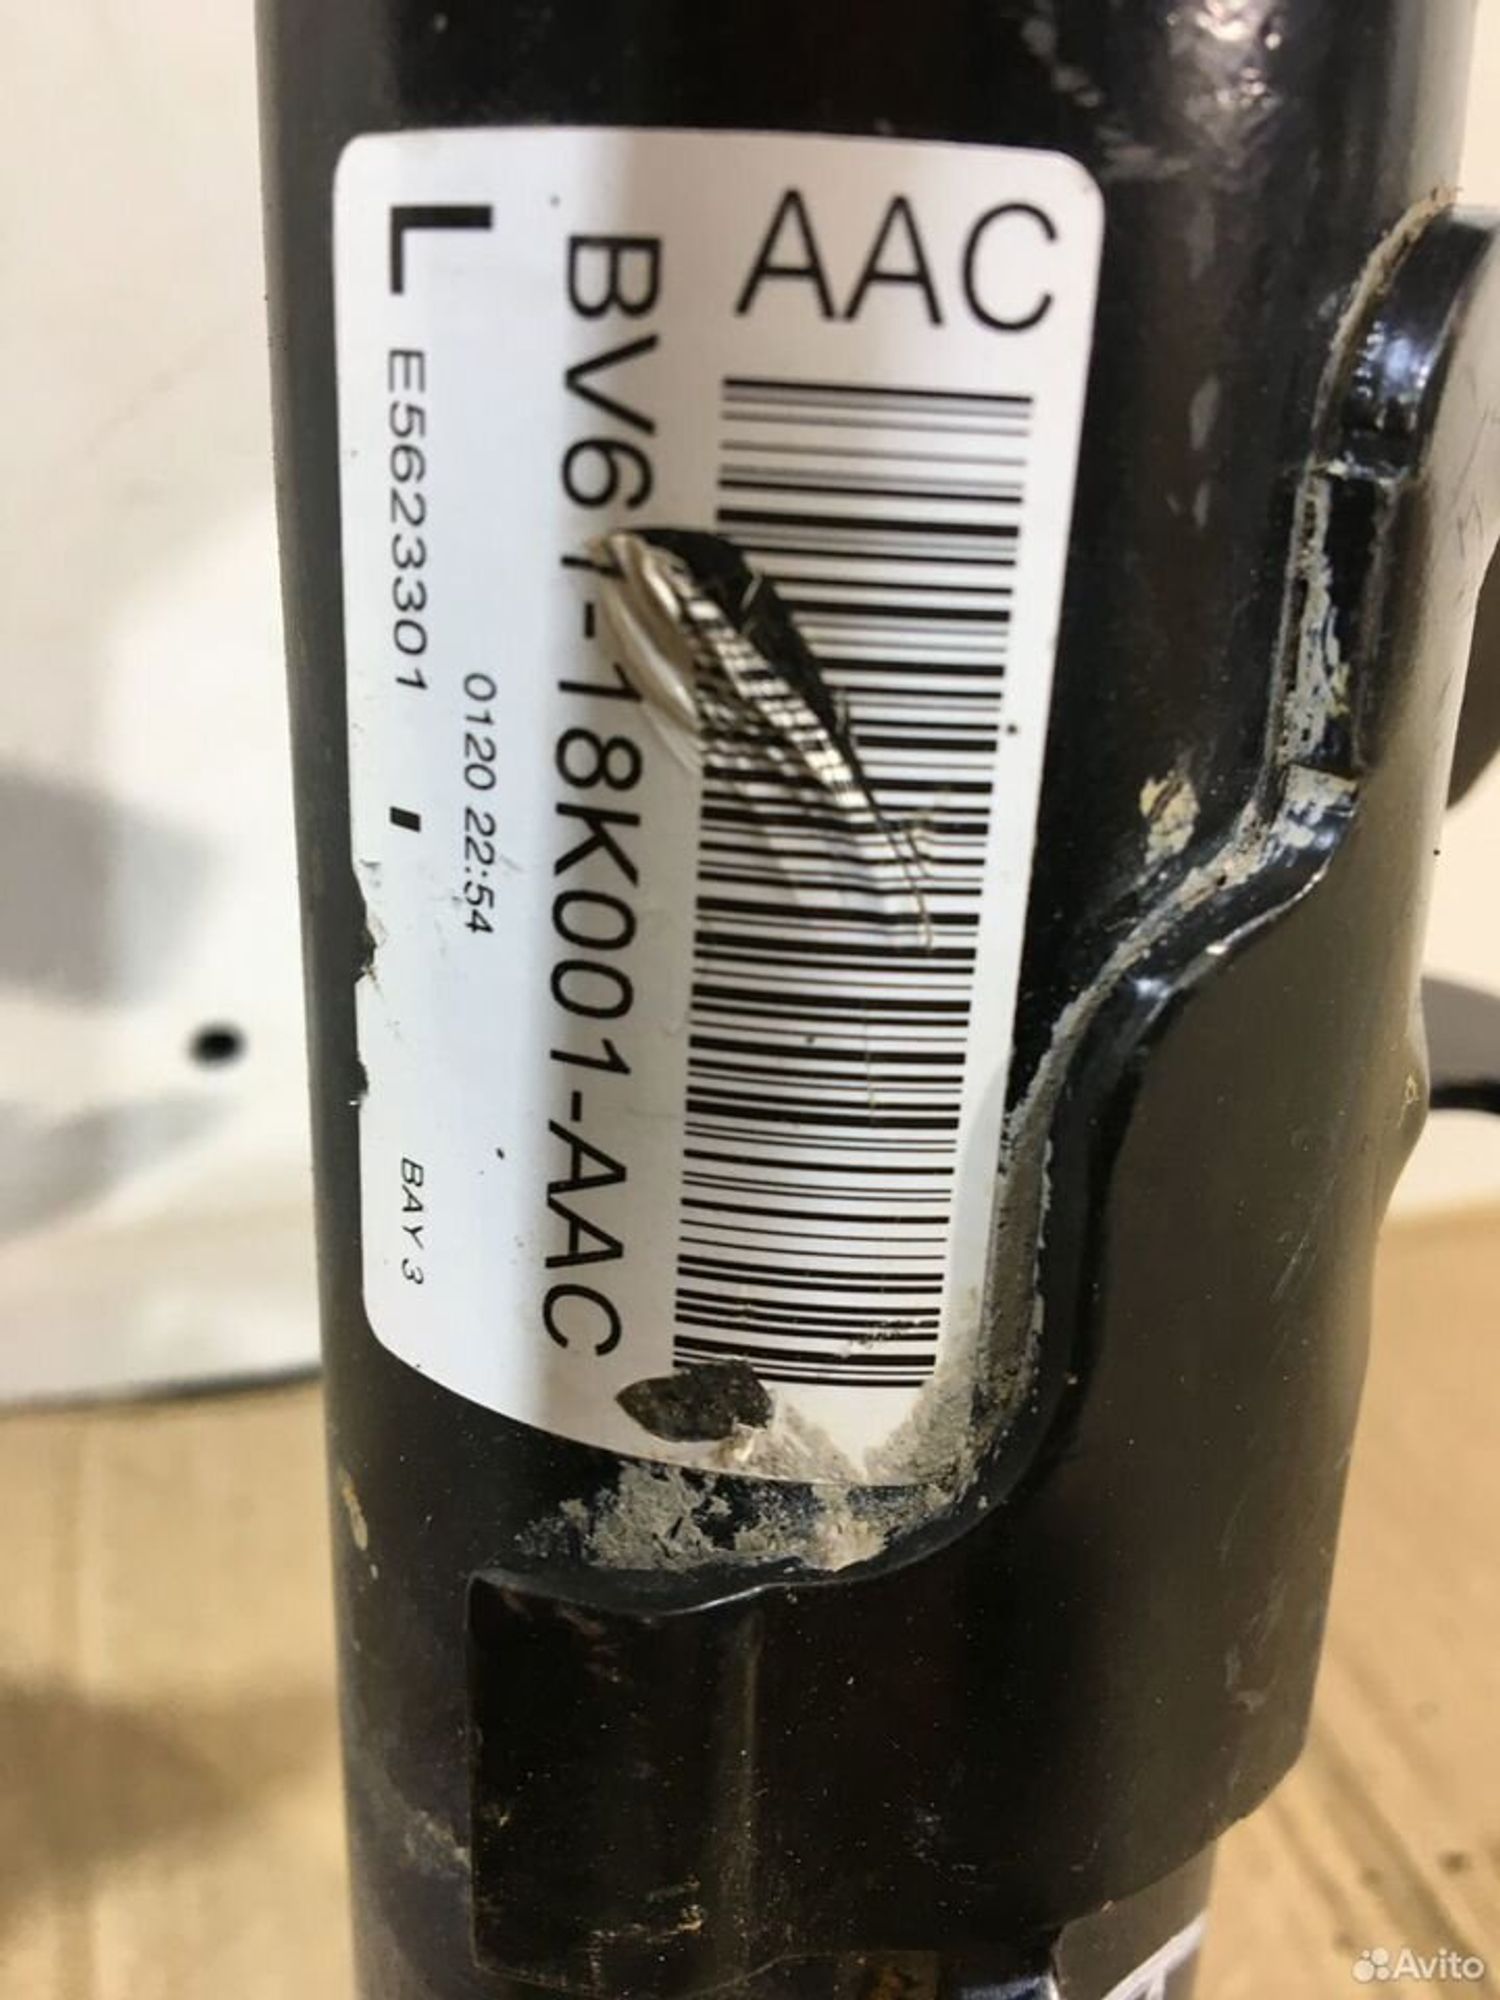 AAC
BV61-18K001-AAC
0120 22:54
L E5623301 BAY 3
Avito